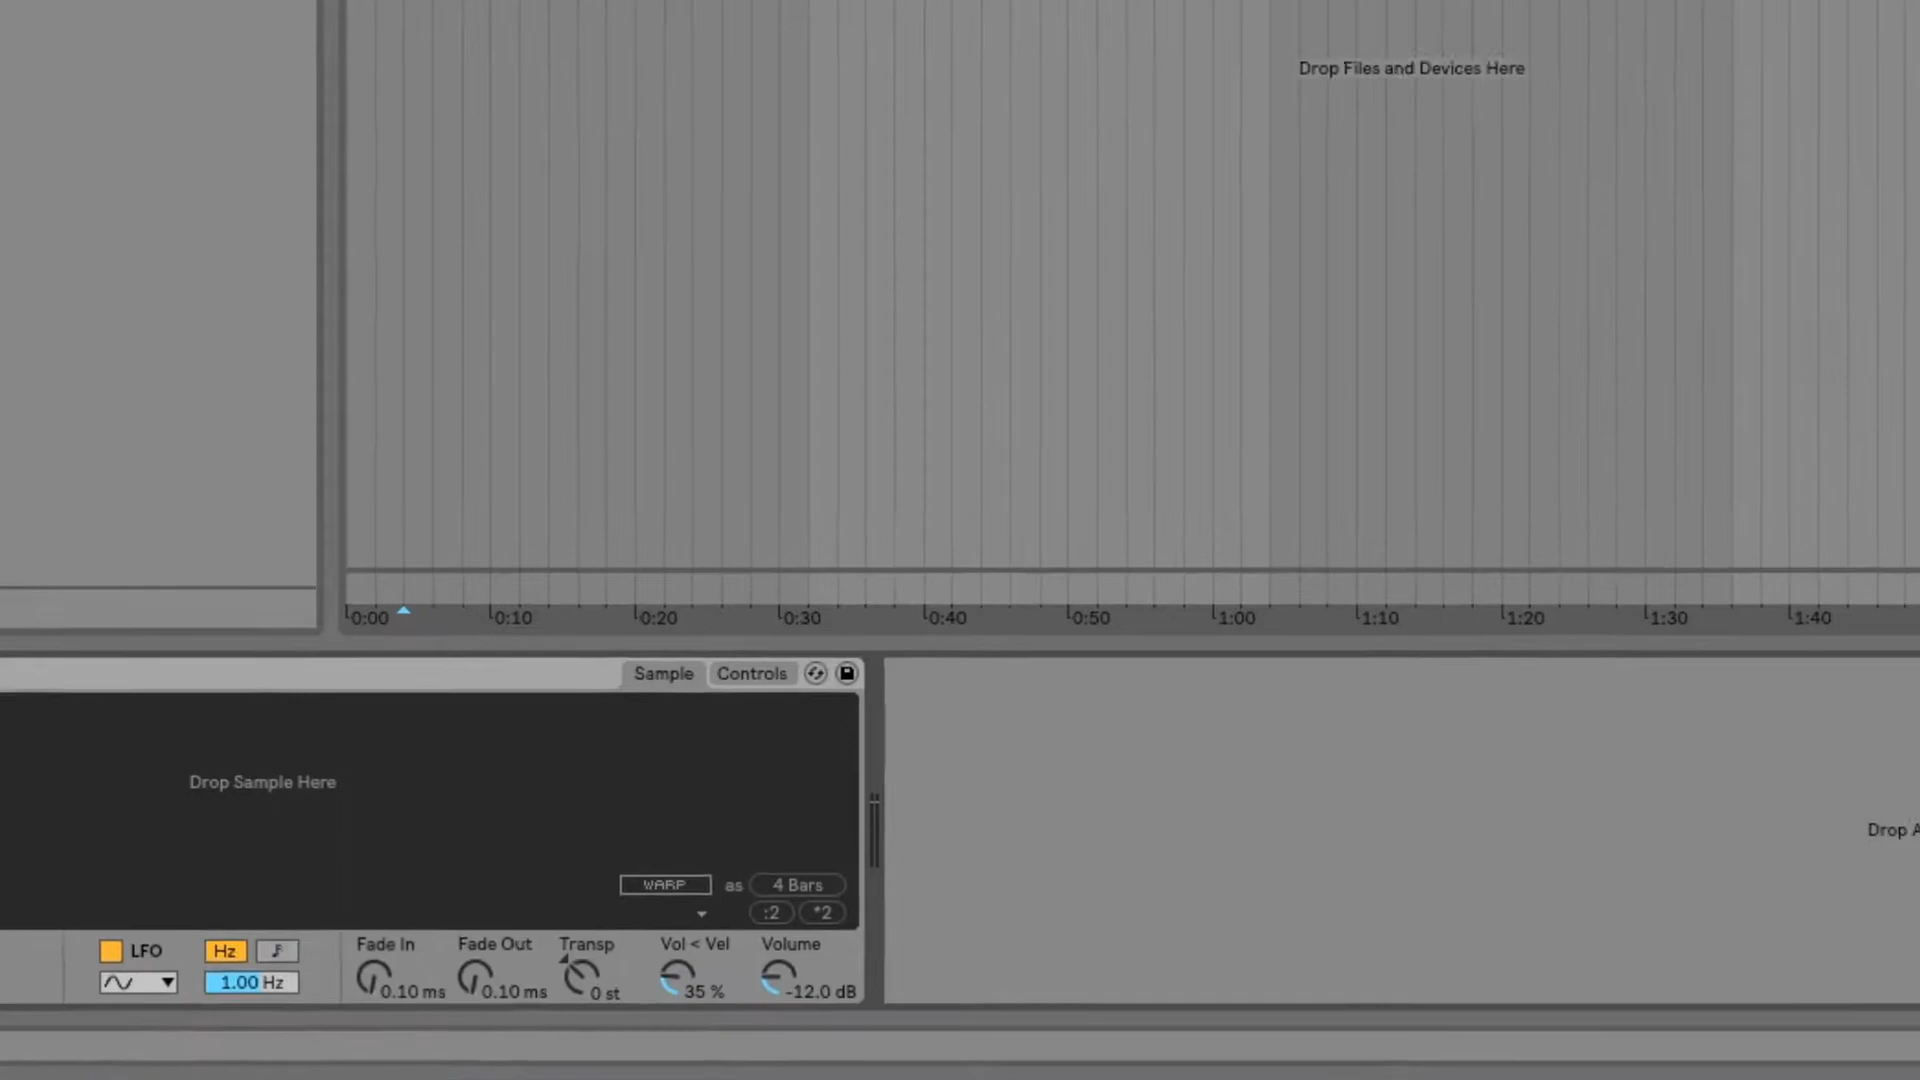 Drop Files and Devices Here
0:00 0:10 0:20 0:30 0:40 0:50 1:00 1:10 1:20 1:30 1:40
Sample Controls
Drop Sample Here
Drop A
WARP as 4 Bars
:2 *2
LFO Hz Fade In Fade Out Transp Vol < Vel Volume
1.00 Hz 0.10 ms 0.10 ms 0 st 35 % -12.0 dB